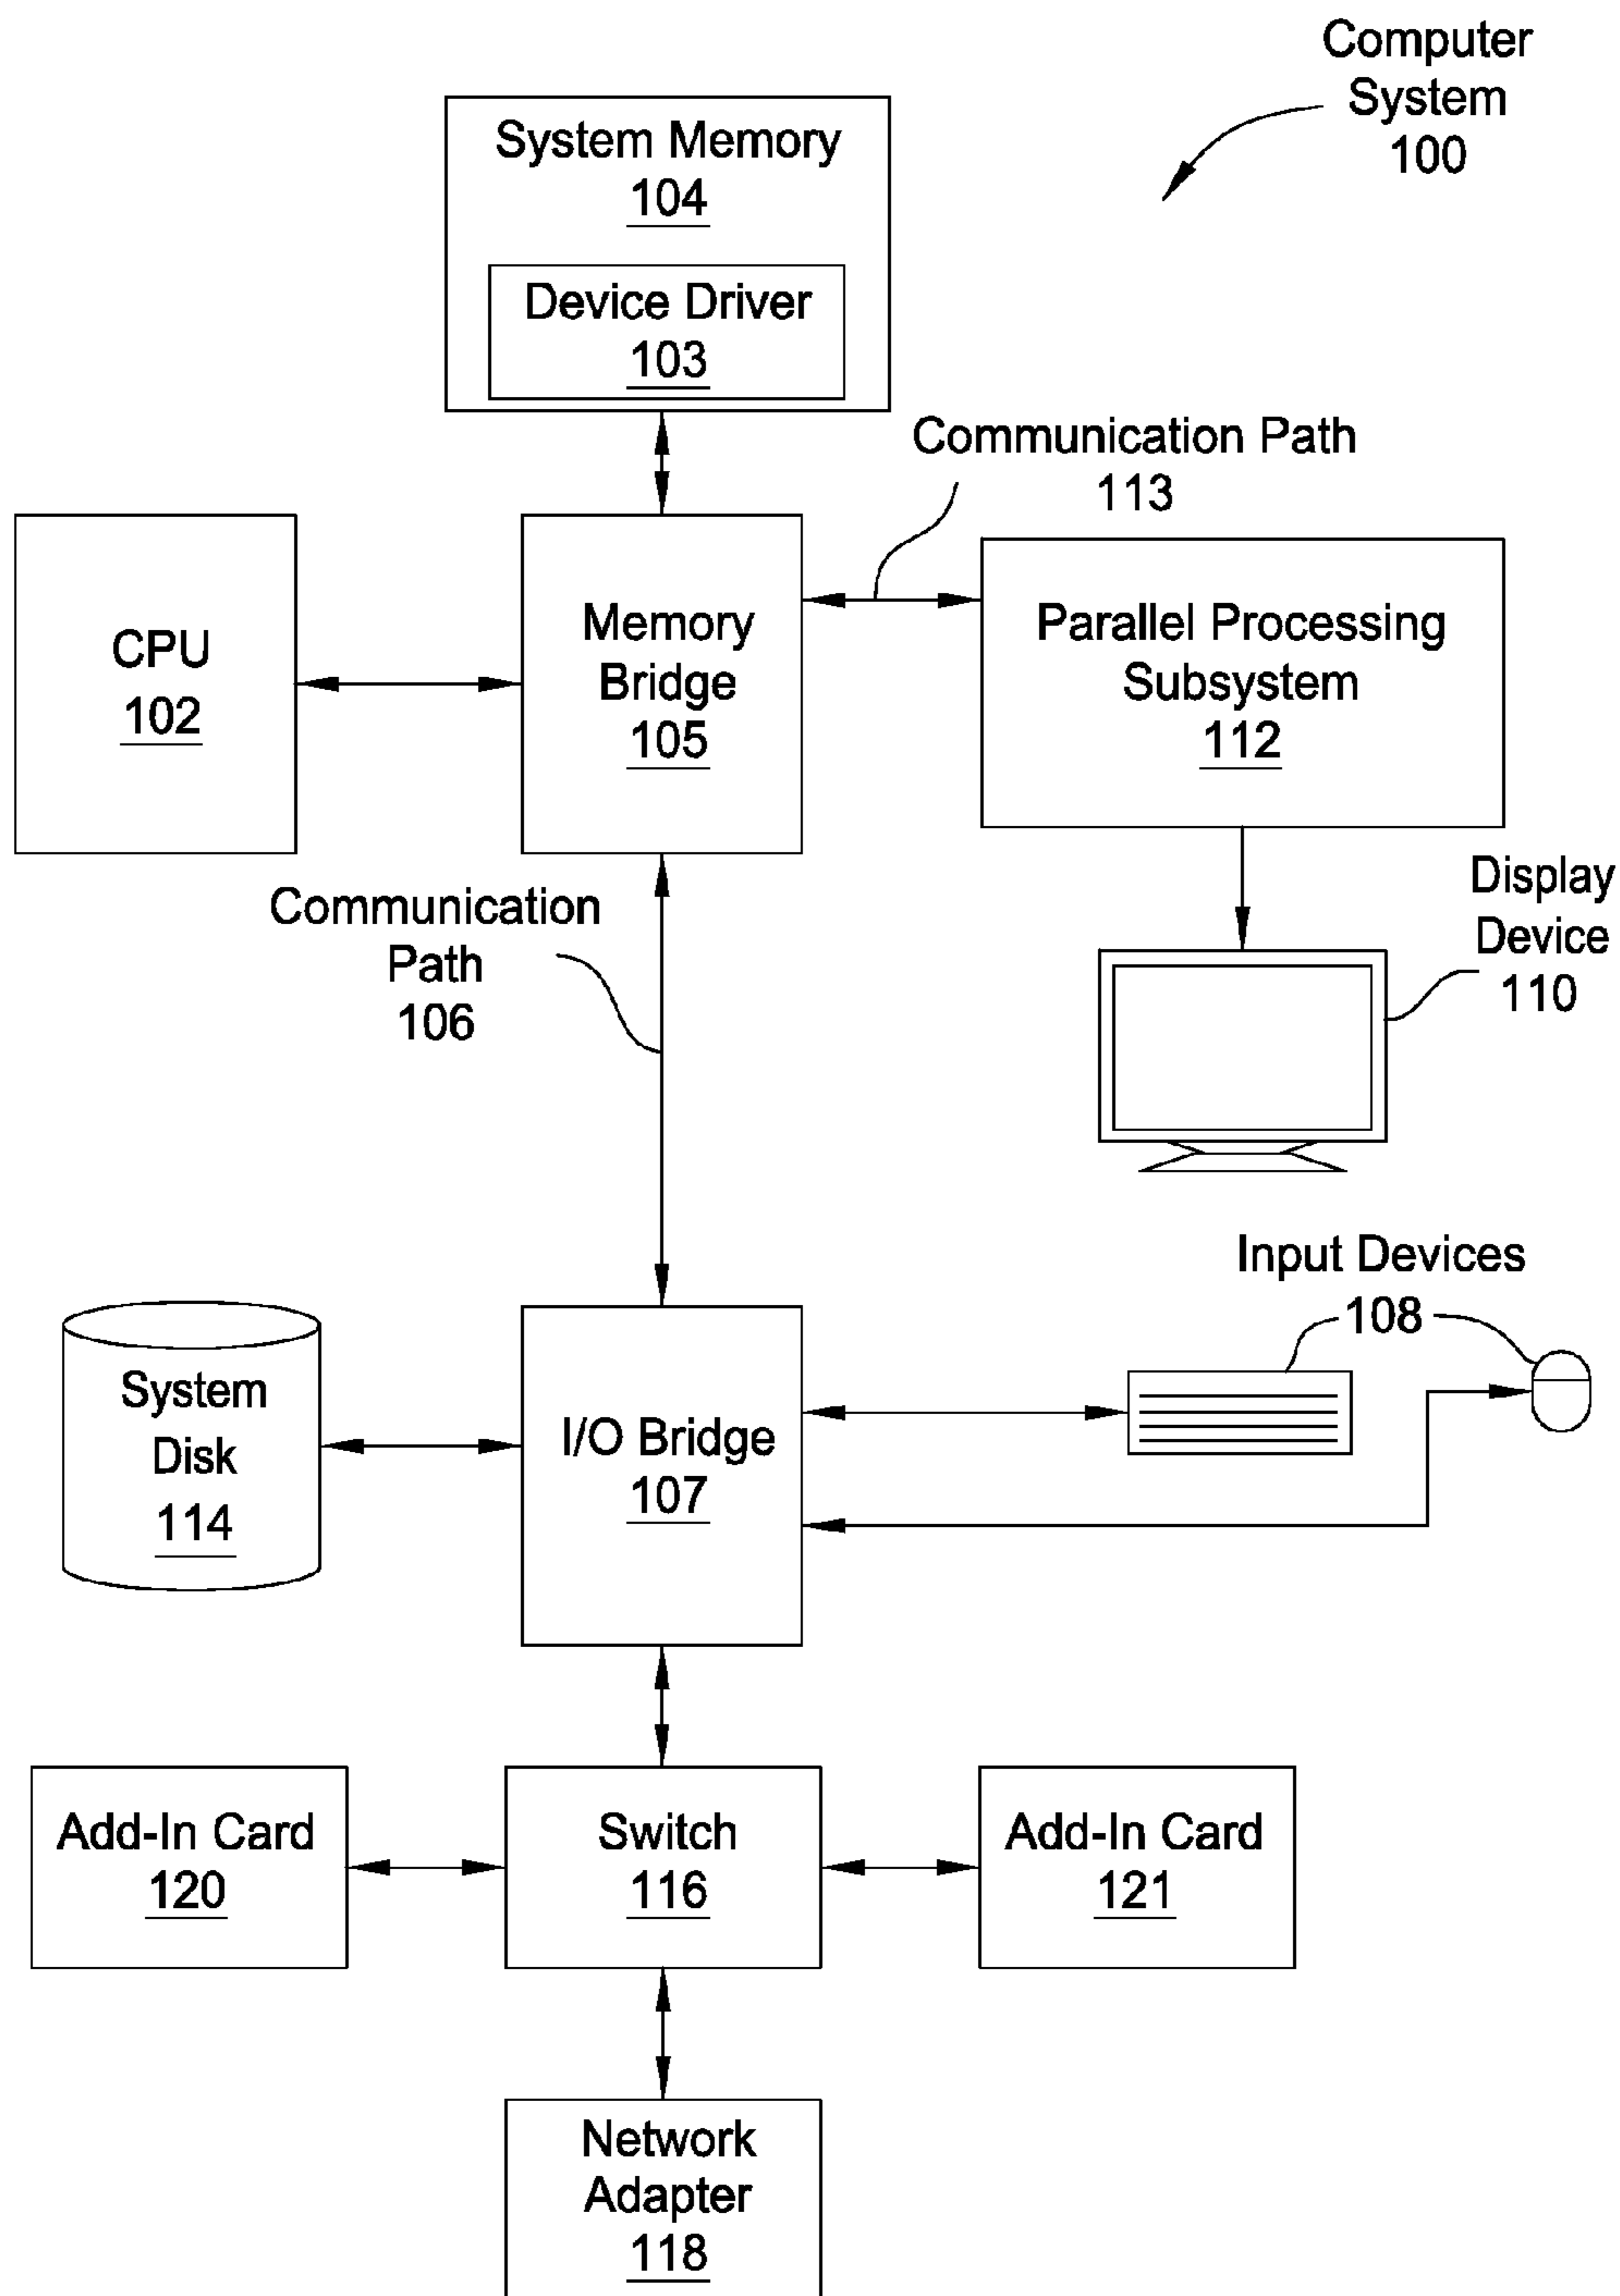 Computer
System
100
System Memory
104
Device Driver
103
Communication Path
113
CPU
102
Memory
Bridge
105
Parallel Processing
Subsystem
112
Communication
Path
106
Display
Device
110
Input Devices
108
System
Disk
114
I/O Bridge
107
Add-In Card
120
Switch
116
Add-In Card
121
Network
Adapter
118